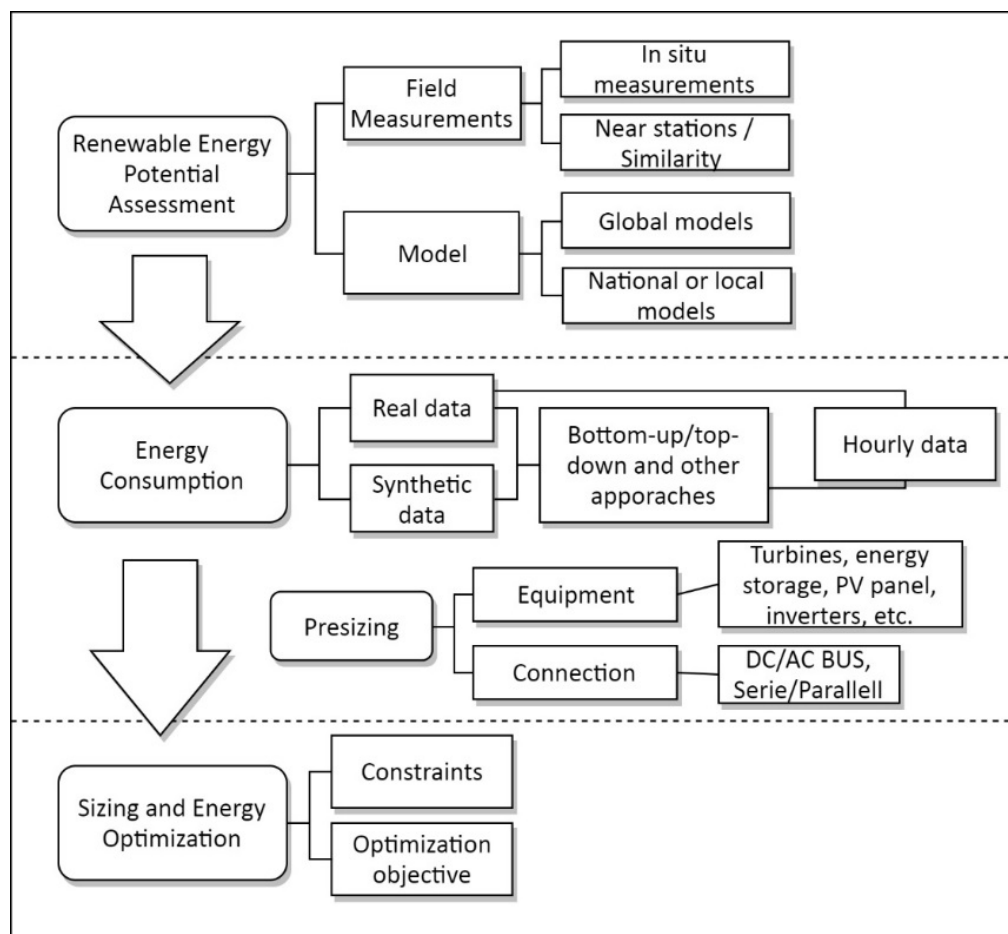 Renewable Energy
Potential
Assessment
Field
Measurements
In situ
measurements
Near stations /
Similarity
Model
Global models
National or local
models
Energy
Consumption
Real data
Synthetic
data
Bottom-up/top-
down and other
apporaches
Hourly data
Presizing
Equipment
Turbines, energy
storage, PV panel,
inverters, etc.
Connection
DC/AC BUS,
Serie/Parallell
Sizing and Energy
Optimization
Constraints
Optimization
objective